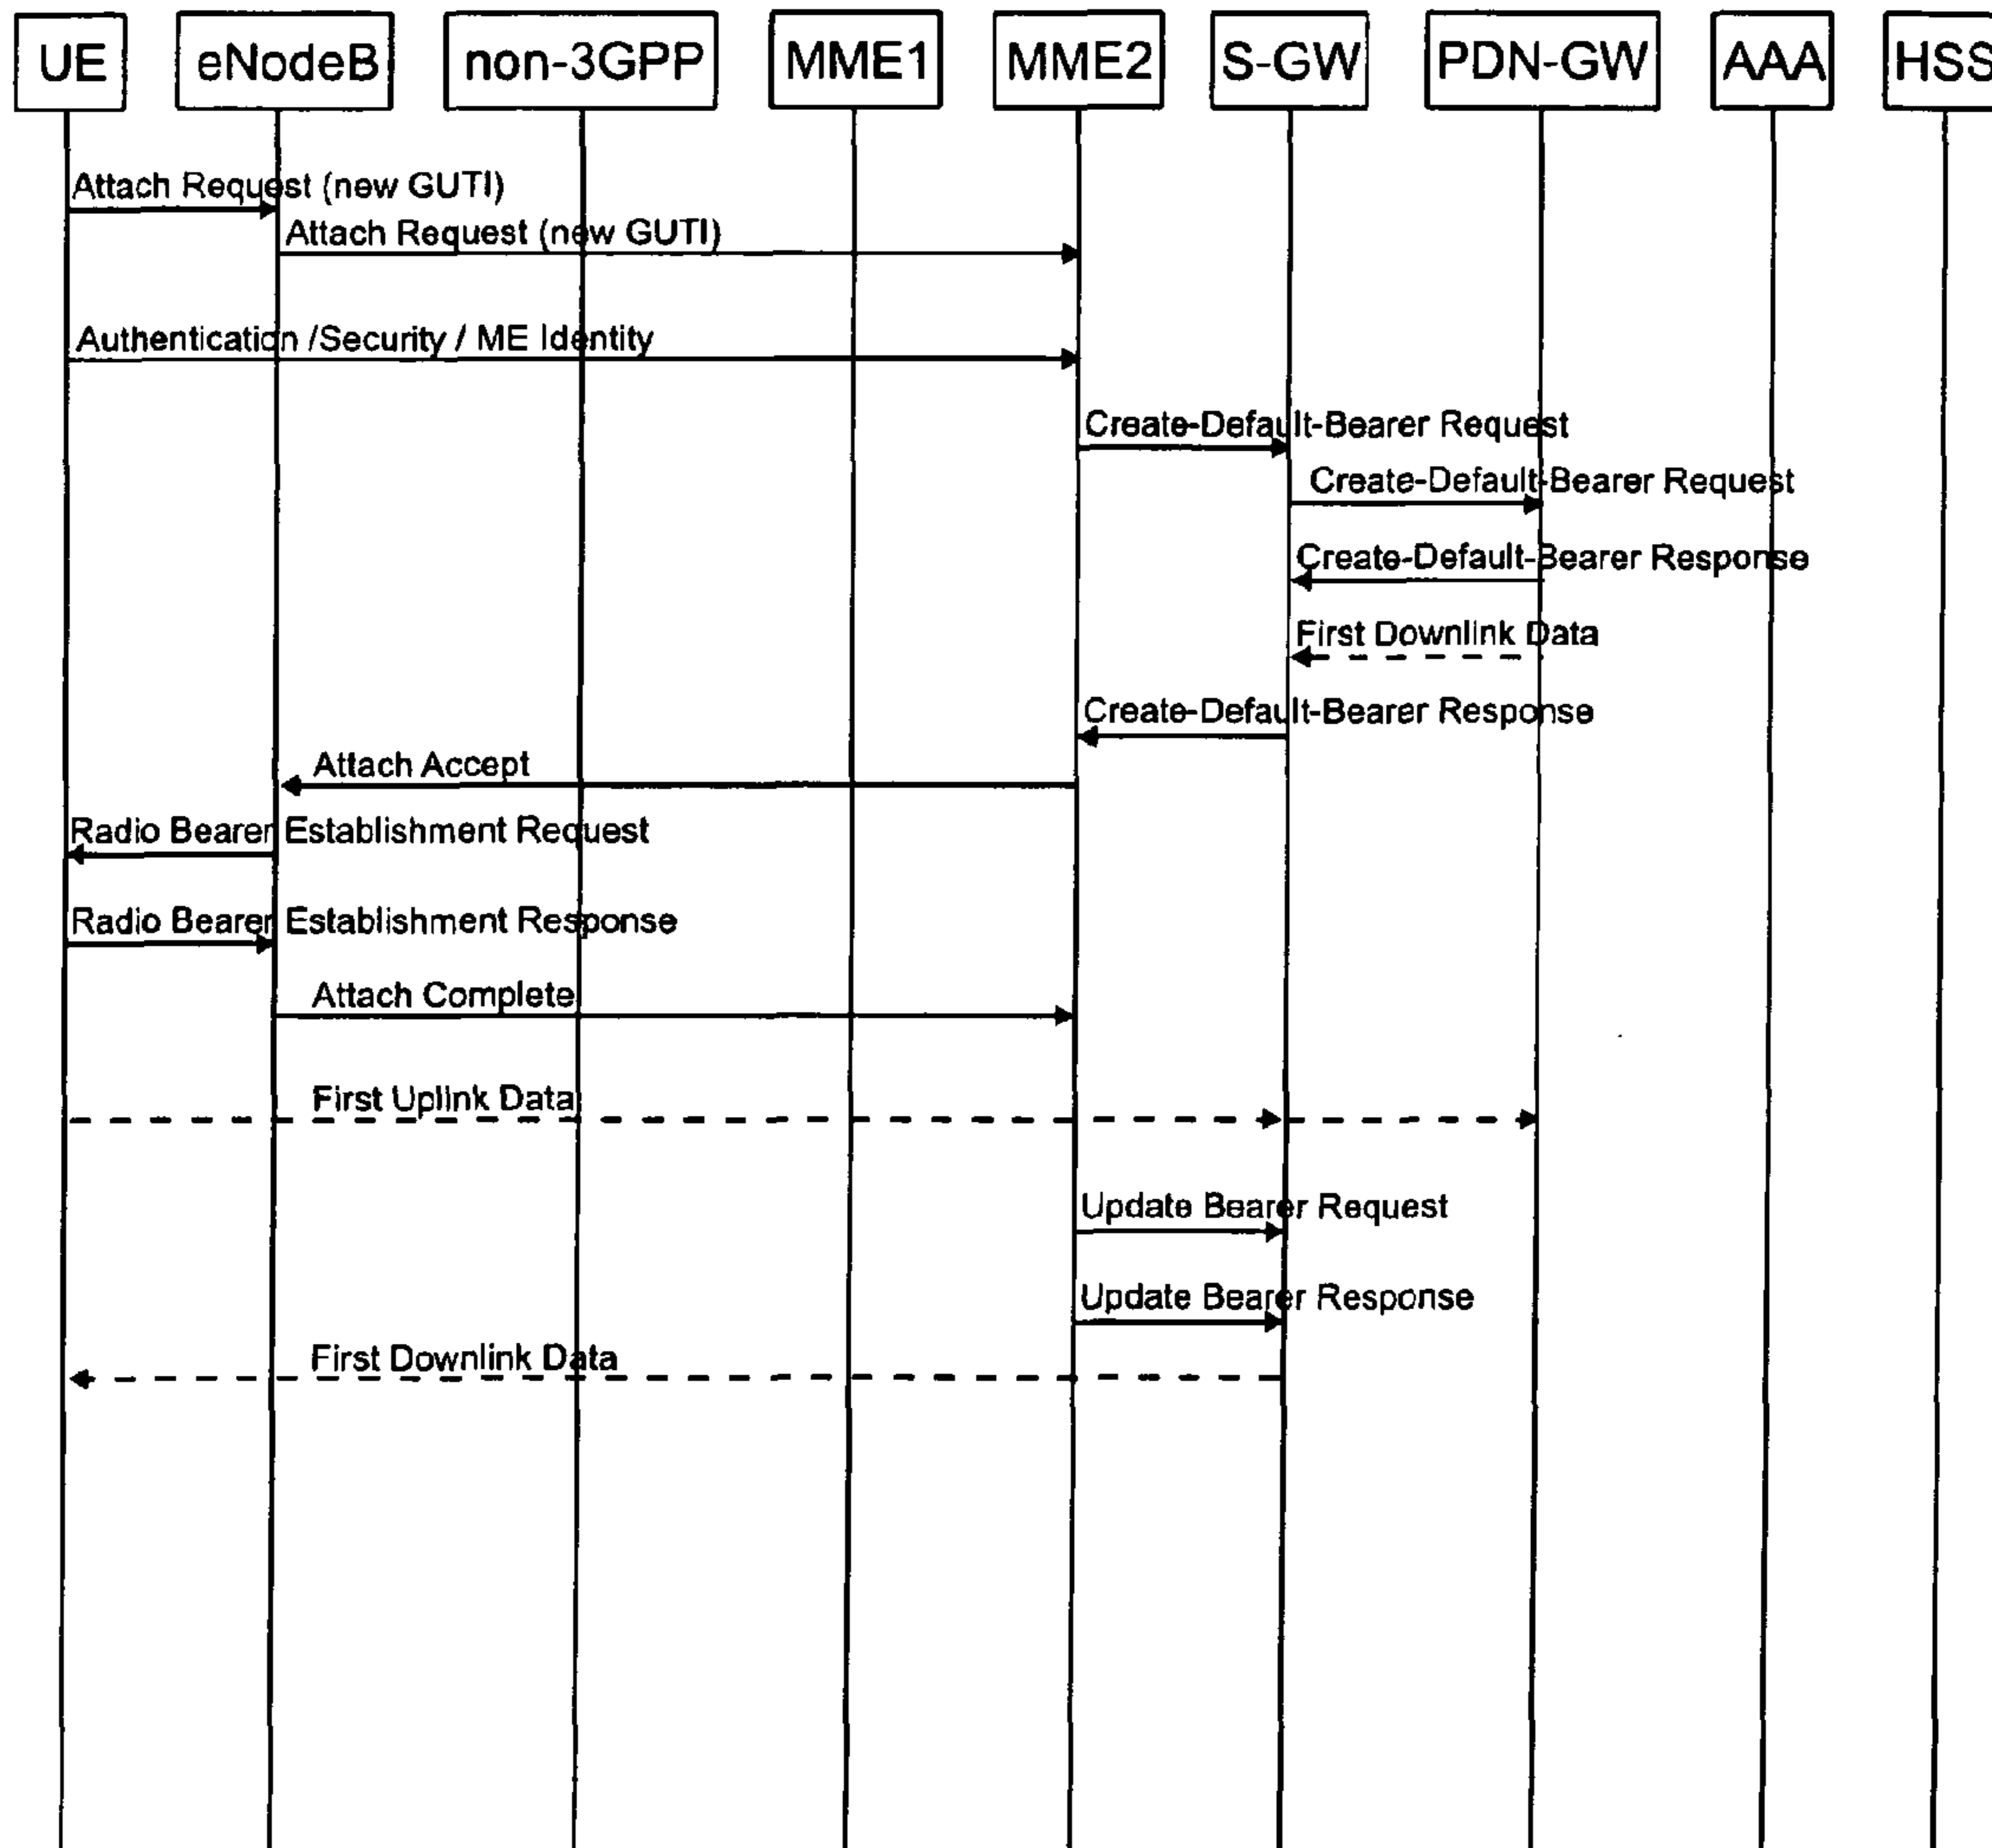 UE eNodeB non-3GPP MME1 MME2 S-GW PDN-GW AAA HSS
Attach Request (new GUTI)
Attach Request (new GUTI)
Authentication /Security / ME Identity
Create-Default-Bearer Request
Create-Default-Bearer Request
Create-Default-Bearer Response
First Downlink Data
Create-Default-Bearer Response
Attach Accept
Radio Bearer Establishment Request
Radio Bearer Establishment Response
Attach Complete
First Uplink Data
Update Bearer Request
Update Bearer Response
First Downlink Data